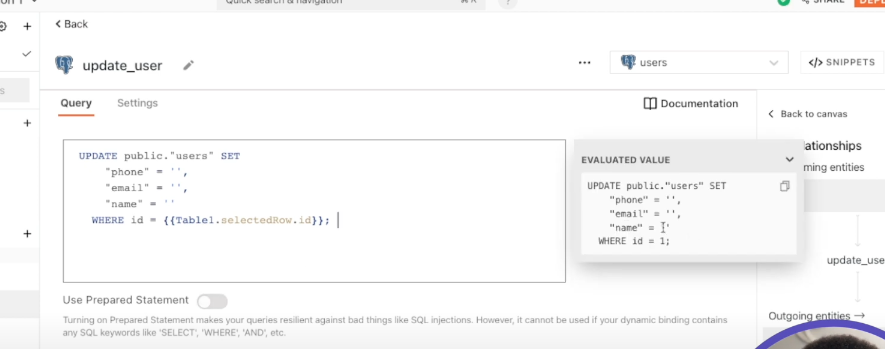 Quick search & navigation
SHARE
Back
update_user
users
</> SNIPPETS
Query
Settings
Documentation
Back to canvas
UPDATE public."users" SET
"phone" = '',
"email" = '',
"name" = ''
WHERE id = {{Table1.selectedRow.id}};
EVALUATED VALUE
UPDATE public."users" SET
"phone" = '',
"email" = '',
"name" = ''
WHERE id = 1;
ationships
ming entities
update_use
Outgoing entities →
Use Prepared Statement
Turning on Prepared Statement makes your queries resilient against bad things like SQL injections. However, it cannot be used if your dynamic binding contains
any SQL keywords like 'SELECT', 'WHERE', 'AND', etc.